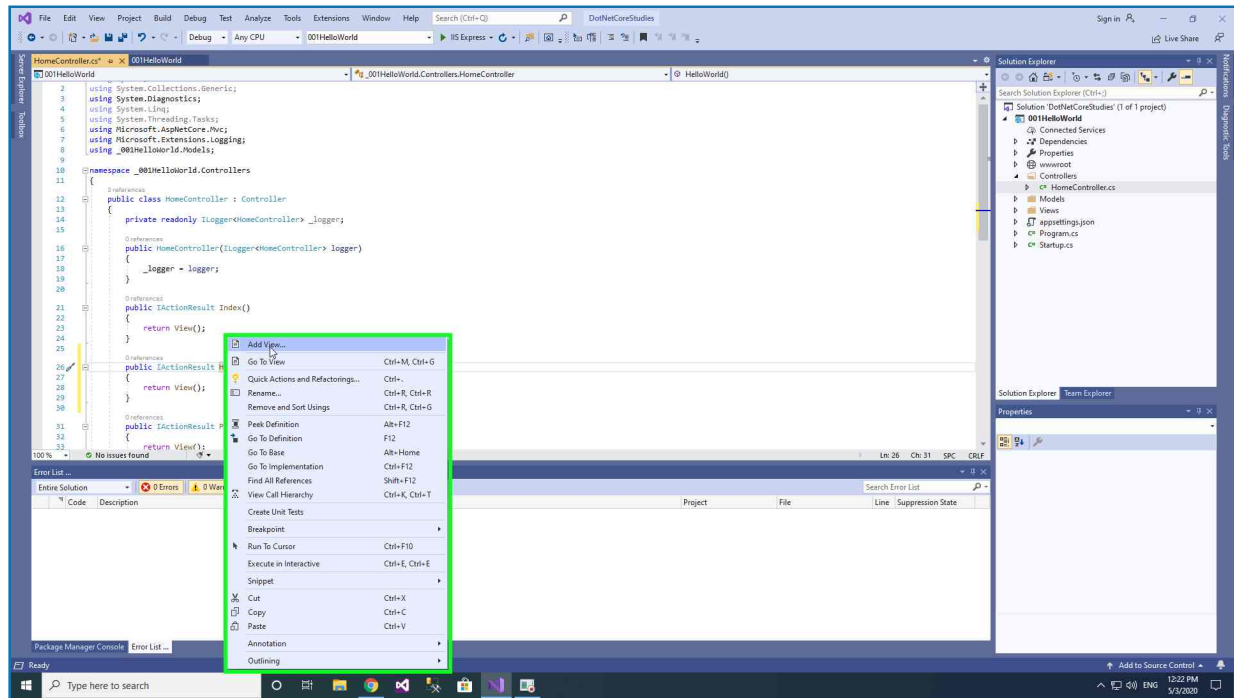 File Edit View Project Build Debug Test Analyze Tools Extensions Window Help Search (Ctrl+Q) DotNetCoreStudies Sign in
Debug Any CPU 001HelloWorld IIS Express Live Share
Server Explorer
Toolbox
HomeController.cs* 001HelloWorld
001HelloWorld _001HelloWorld.Controllers.HomeController HelloWorld()
2 using System.Collections.Generic;
3 using System.Diagnostics;
4 using System.Linq;
5 using System.Threading.Tasks;
6 using Microsoft.AspNetCore.Mvc;
7 using Microsoft.Extensions.Logging;
8 using _001HelloWorld.Models;
9
10 namespace _001HelloWorld.Controllers
11 {
0 references
12 public class HomeController : Controller
13 {
14 private readonly ILogger<HomeController> _logger;
15
0 references
16 public HomeController(ILogger<HomeController> logger)
17 {
18 _logger = logger;
19 }
20
0 references
21 public IActionResult Index()
22 {
23 return View();
24 }
25
0 references
26 public IActionResult H
27 {
28 return View();
29 }
30
0 references
31 public IActionResult P
32 {
33 return View();
100 % No issues found Ln: 26 Ch: 31 SPC CRLF
Add View...
Go To View Ctrl+M, Ctrl+G
Quick Actions and Refactorings... Ctrl+.
Rename... Ctrl+R, Ctrl+R
Remove and Sort Usings Ctrl+R, Ctrl+G
Peek Definition Alt+F12
Go To Definition F12
Go To Base Alt+Home
Go To Implementation Ctrl+F12
Find All References Shift+F12
View Call Hierarchy Ctrl+K, Ctrl+T
Create Unit Tests
Breakpoint
Run To Cursor Ctrl+F10
Execute in Interactive Ctrl+E, Ctrl+E
Snippet
Cut Ctrl+X
Copy Ctrl+C
Paste Ctrl+V
Annotation
Outlining
Error List ...
Entire Solution 0 Errors 0 War Search Error List
Code Description Project File Line Suppression State
Package Manager Console Error List ...
Solution Explorer
Search Solution Explorer (Ctrl+;)
Solution 'DotNetCoreStudies' (1 of 1 project)
001HelloWorld
Connected Services
Dependencies
Properties
wwwroot
Controllers
C# HomeController.cs
Models
Views
appsettings.json
C# Program.cs
C# Startup.cs
Solution Explorer Team Explorer
Properties
Notifications
Diagnostic Tools
Ready Add to Source Control
Type here to search ENG 12:22 PM
5/3/2020